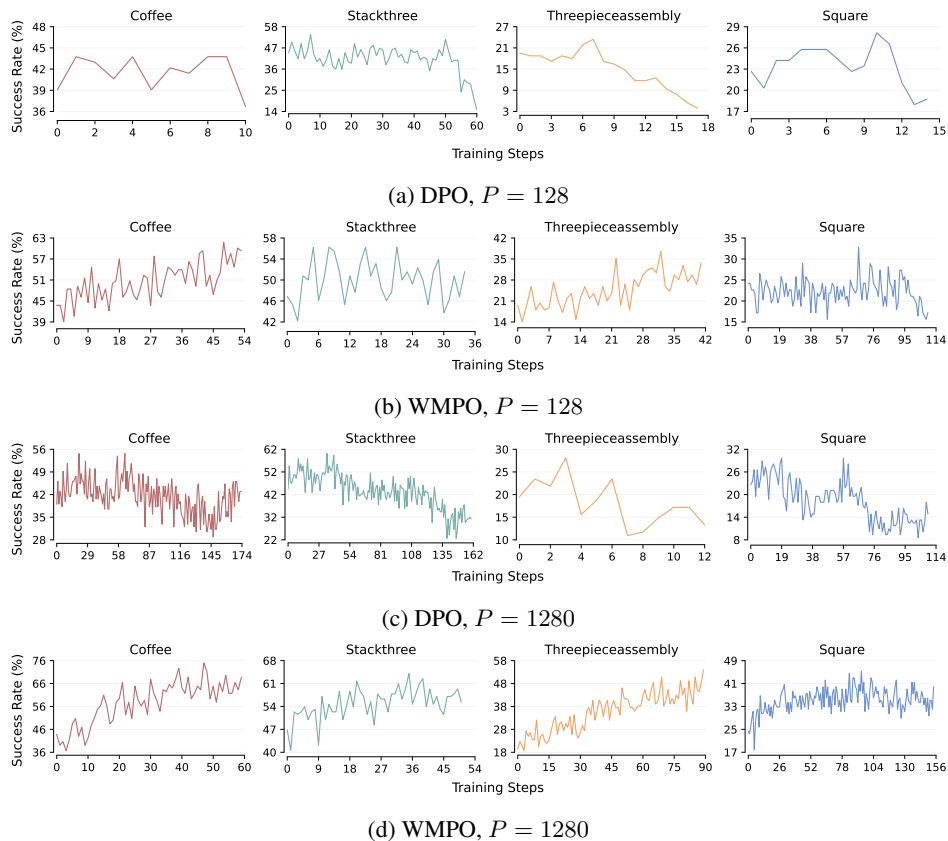 Coffee Stackthree Threepieceassembly Square
Success Rate (%)
48 45 42 39 36
58 47 36 25 14
27 21 15 9 3
29 26 23 20 17
0 2 4 6 8 10
0 10 20 30 40 50 60
0 3 6 9 12 15 18
0 3 6 9 12 15
Training Steps
(a) DPO, P = 128
Coffee Stackthree Threepieceassembly Square
Success Rate (%)
63 57 51 45 39
58 54 50 46 42
42 35 28 21 14
35 30 25 20 15
0 9 18 27 36 45 54
0 6 12 18 24 30 36
0 7 14 21 28 35 42
0 19 38 57 76 95 114
Training Steps
(b) WMPO, P = 128
Coffee Stackthree Threepieceassembly Square
Success Rate (%)
56 49 42 35 28
62 52 42 32 22
30 25 20 15 10
32 26 20 14 8
0 29 58 87 116 145 174
0 27 54 81 108 135 162
0 2 4 6 8 10 12
0 19 38 57 76 95 114
Training Steps
(c) DPO, P = 1280
Coffee Stackthree Threepieceassembly Square
Success Rate (%)
76 66 56 46 36
68 61 54 47 40
58 48 38 28 18
49 41 33 25 17
0 10 20 30 40 50 60
0 9 18 27 36 45 54
0 15 30 45 60 75 90
0 26 52 78 104 130 156
Training Steps
(d) WMPO, P = 1280